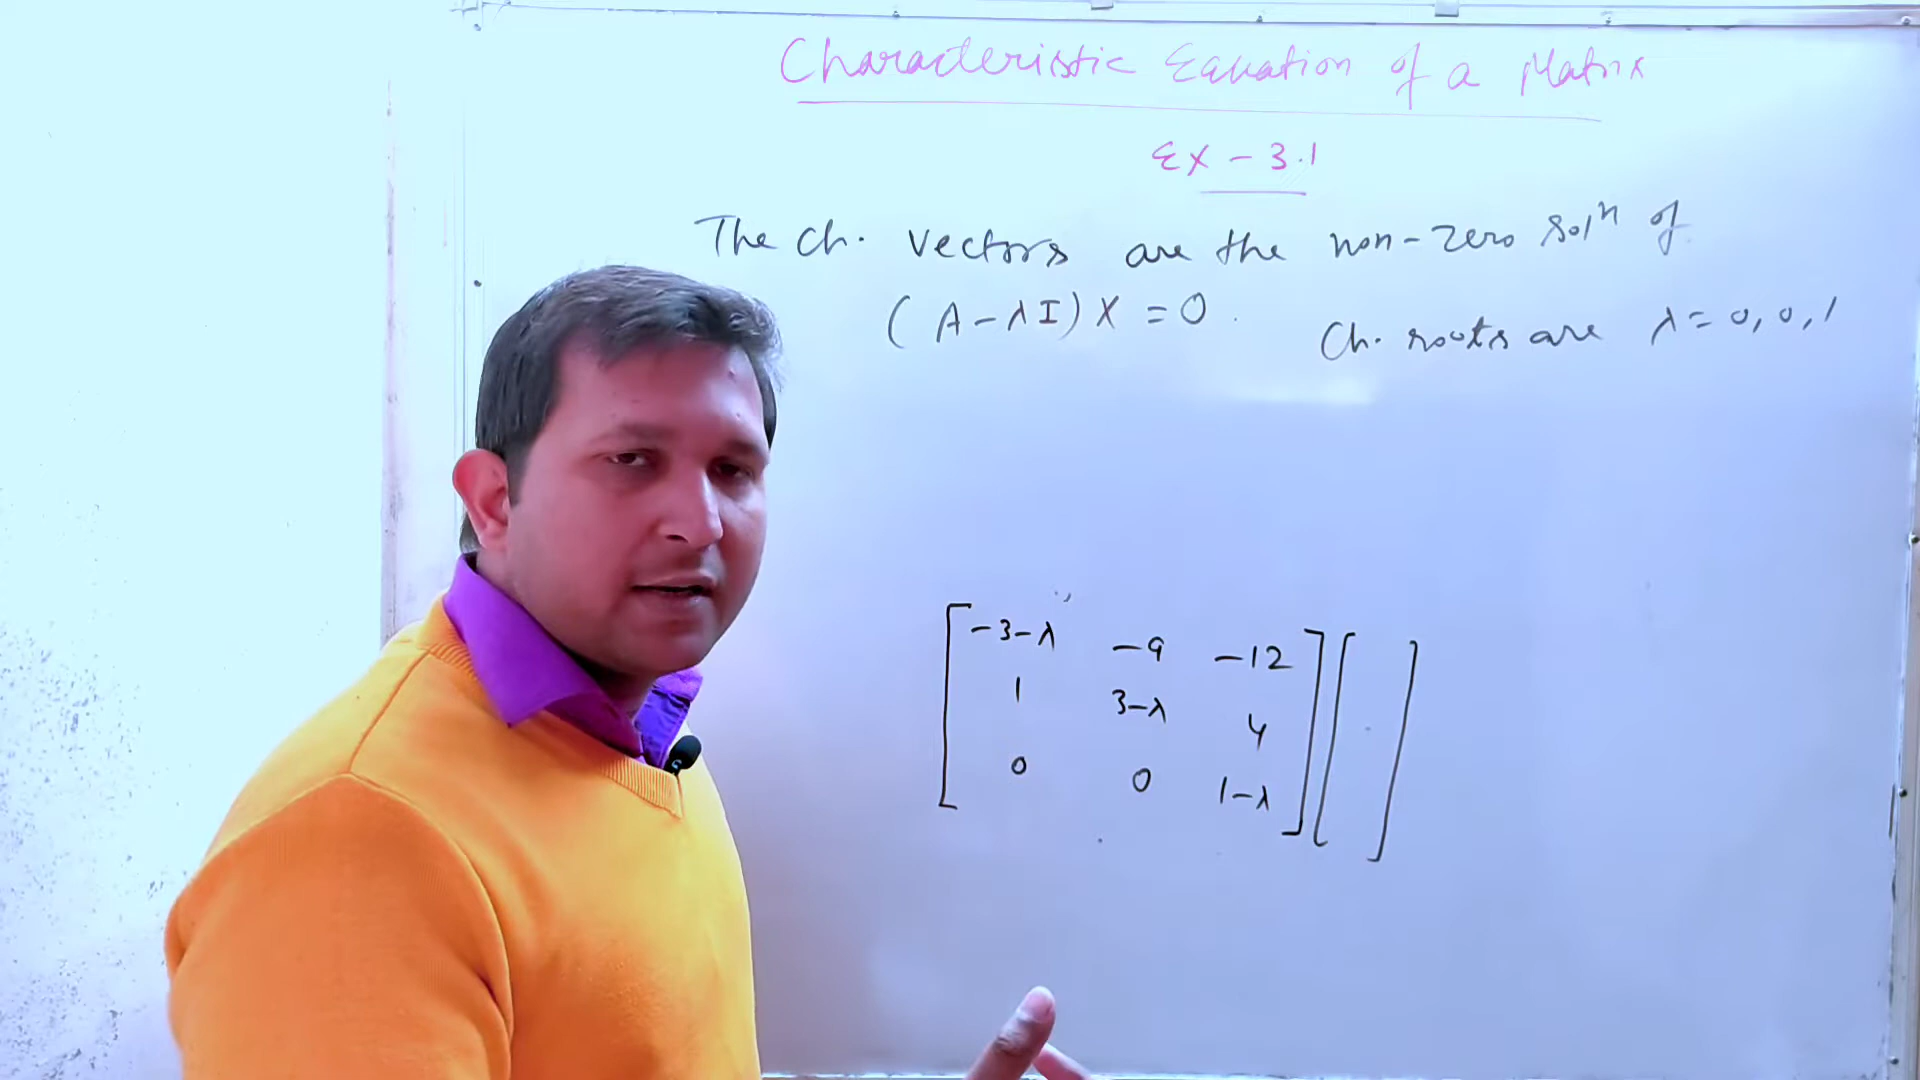 Characteristic Equation of a Matrix
Ex - 3.1
The ch. vectors are the non-zero solⁿ of
(A-λI)X = 0.
Ch. roots are λ = 0, 0, 1
-3-λ -9 -12
1 3-λ 4
0 0 1-λ